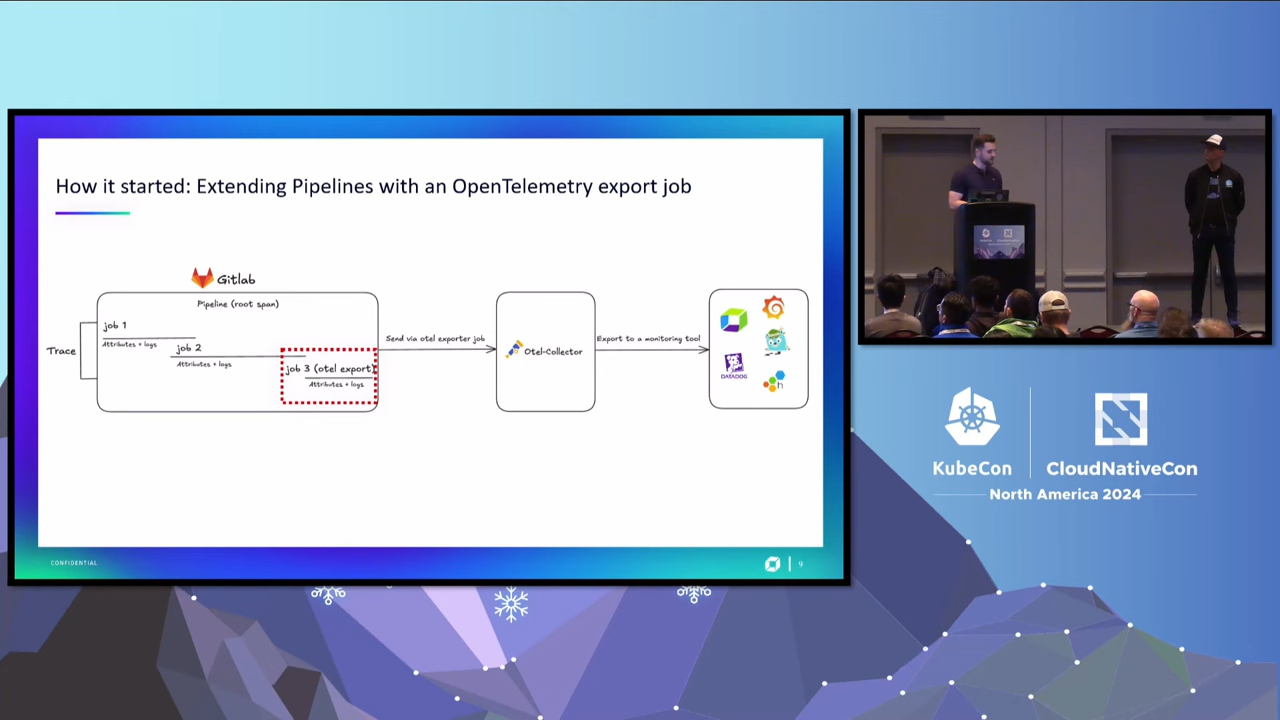 How it started: Extending Pipelines with an OpenTelemetry export job
Gitlab
Pipeline (root span)
Trace
job 1
Attributes + logs
job 2
Attributes + logs
job 3 (otel export)
Attributes + logs
Send via otel exporter job
Otel-Collector
Export to a monitoring tool
DATADOG
h
CONFIDENTIAL
9
KubeCon
CloudNativeCon
North America 2024